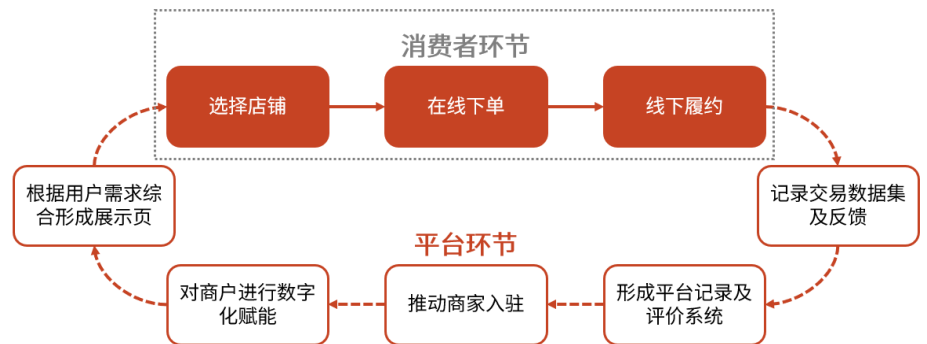 消费者环节
选择店铺
在线下单
线下履约
根据用户需求综
合形成展示页
记录交易数据集
及反馈
平台环节
对商户进行数字
化赋能
推动商家入驻
形成平台记录及
评价系统